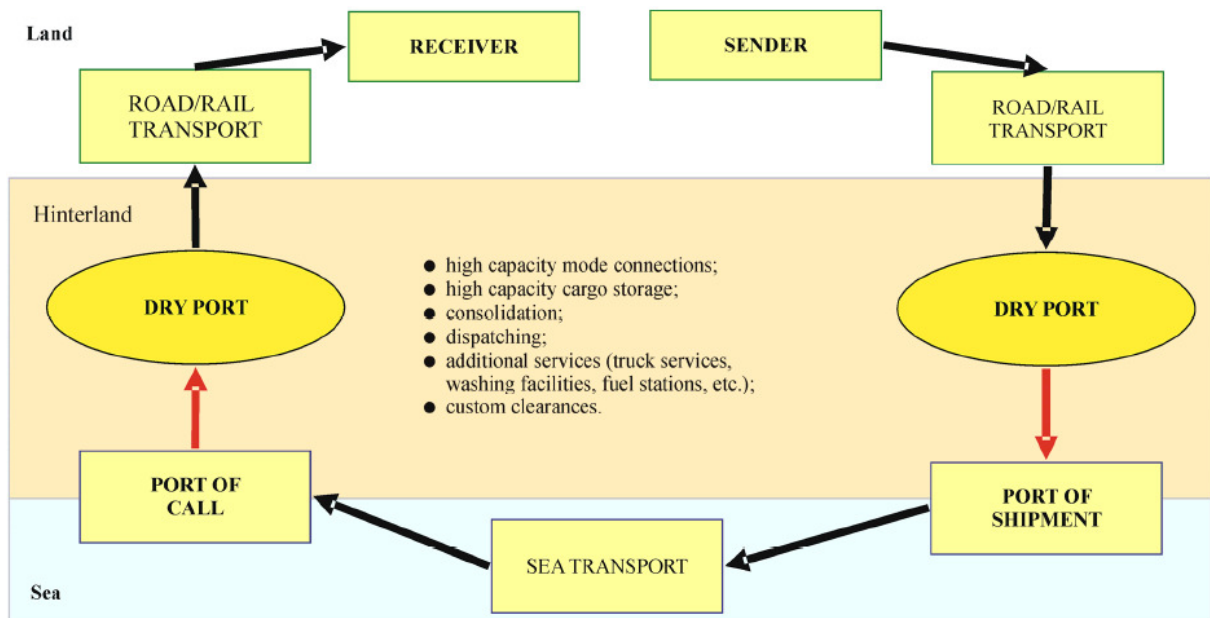 Land
RECEIVER
SENDER
ROAD/RAIL
TRANSPORT
ROAD/RAIL
TRANSPORT
Hinterland
DRY PORT
● high capacity mode connections;
● high capacity cargo storage;
● consolidation;
● dispatching;
● additional services (truck services,
washing facilities, fuel stations, etc.);
● custom clearances.
DRY PORT
PORT OF
CALL
PORT OF
SHIPMENT
SEA TRANSPORT
Sea